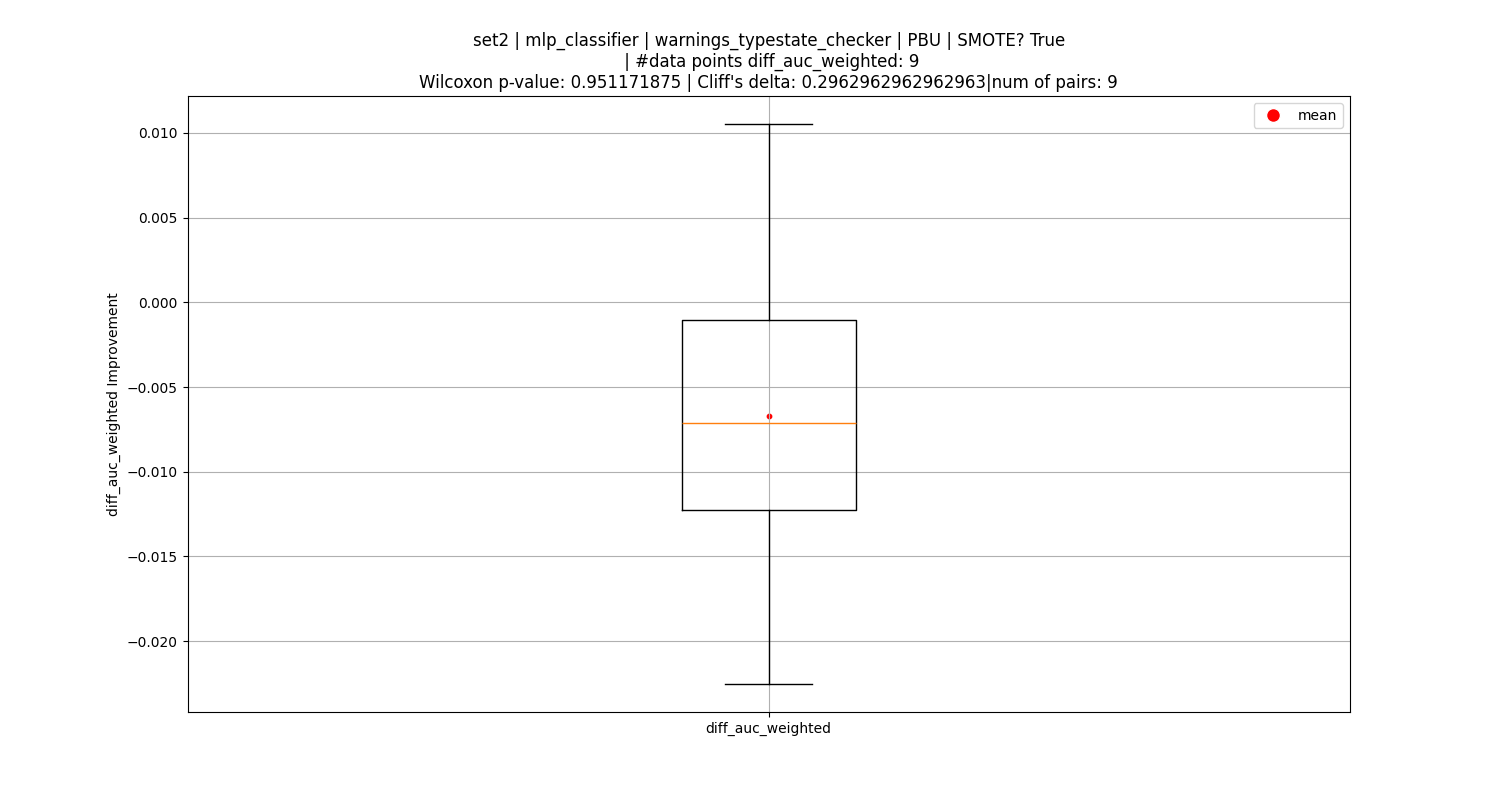 set2 | mlp_classifier | warnings_typestate_checker | PBU | SMOTE? True
| #data points diff_auc_weighted: 9
Wilcoxon p-value: 0.951171875 | Cliff's delta: 0.2962962962962963|num of pairs: 9
mean
0.010
0.005
0.000
−0.005
−0.010
−0.015
−0.020
diff_auc_weighted Improvement
diff_auc_weighted